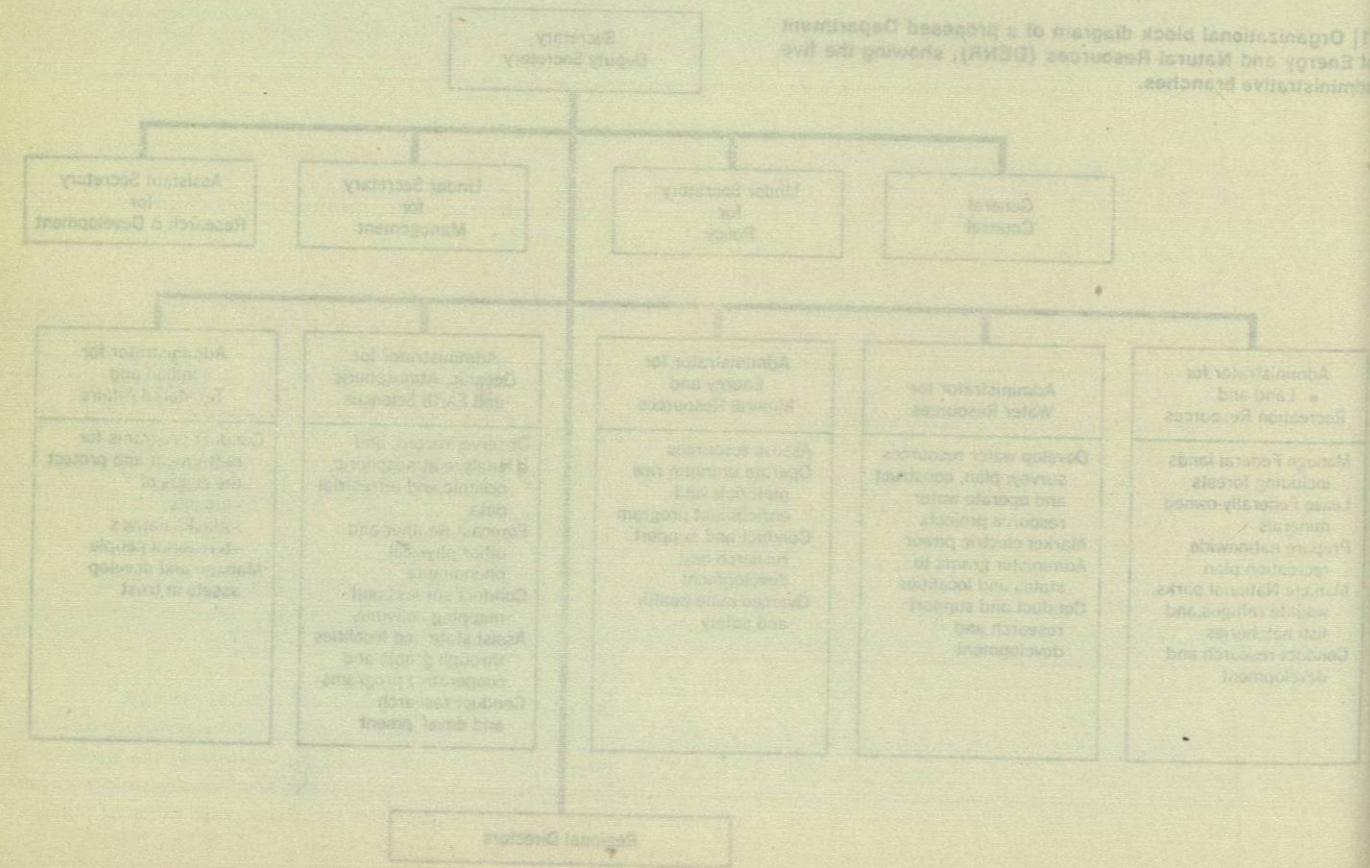 1| Organizational block diagram of a proposed Department
of Energy and Natural Resources (DENR), showing the five
administrative branches.
Secretary
Deputy Secretary
General
Counsel
Under Secretary
for
Policy
Under Secretary
for
Management
Assistant Secretary
for
Research & Development
Administrator for
Land and
Recreation Resources
Manage Federal lands
including forests
Lease Federally owned
minerals
Prepare nationwide
recreation plan
Manage National parks,
wildlife refuges and
fish hatcheries
Conduct research and
development
Administrator for
Water Resources
Develop water resources
survey, plan, construct
and operate water
resource projects
Market electric power
Administer grants to
states and localities
Conduct and support
research and
development
Administrator for
Energy and
Mineral Resources
Assess resources
Operate uranium raw
materials and
enrichment program
Conduct and support
research and
development
Oversee mine health
and safety
Administrator for
Oceanic, Atmospheric
and Earth Sciences
Observe, record, and
analyze atmospheric,
oceanic and terrestrial
data
Forecast weather and
other physical
phenomena
Conduct surveys and
mapping
Assist state and localities
through grants and
cooperative programs
Conduct research
and development
Administrator for
Indian and
Territorial Affairs
Conduct programs for
betterment and protect
the rights of
-Indians
-Alaska natives
-territorial people
Manage and develop
assets in trust
Regional Directors